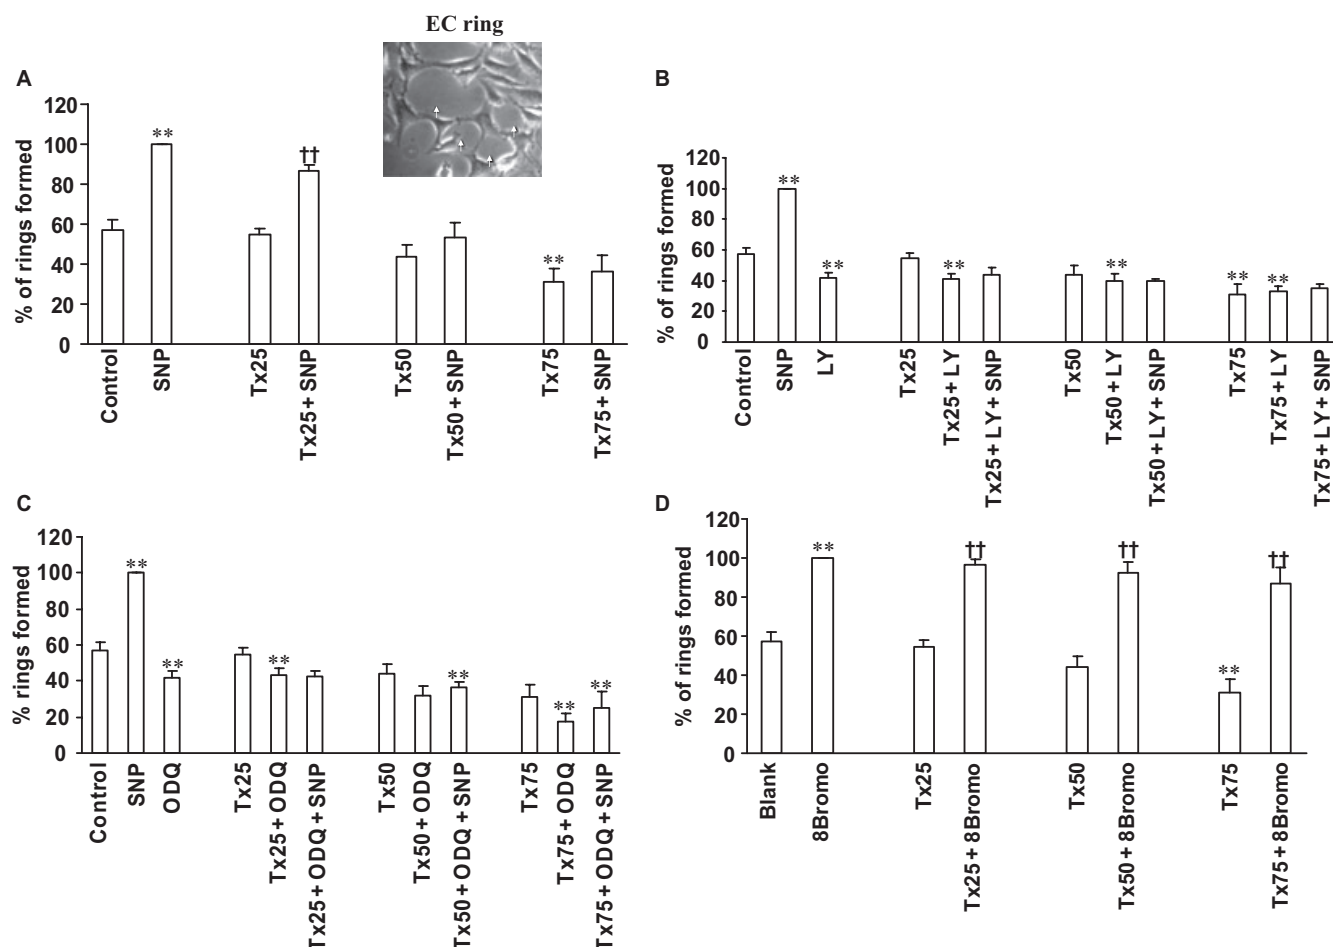 EC ring
A
% of rings formed
120
100
80
60
40
20
0
**
††
**
Control
SNP
Tx25
Tx25 + SNP
Tx50
Tx50 + SNP
Tx75
Tx75 + SNP
B
% of rings formed
120
100
80
60
40
20
0
**
**
**
**
**
**
Control
SNP
LY
Tx25
Tx25 + LY
Tx25 + LY + SNP
Tx50
Tx50 + LY
Tx50 + LY + SNP
Tx75
Tx75 + LY
Tx75 + LY + SNP
C
% rings formed
120
100
80
60
40
20
0
**
**
**
**
**
**
Control
SNP
ODQ
Tx25
Tx25 + ODQ
Tx25 + ODQ + SNP
Tx50
Tx50 + ODQ
Tx50 + ODQ + SNP
Tx75
Tx75 + ODQ
Tx75 + ODQ + SNP
D
% of rings formed
120
100
80
60
40
20
0
**
††
††
**
††
Blank
8Bromo
Tx25
Tx25 + 8Bromo
Tx50
Tx50 + 8Bromo
Tx75
Tx75 + 8Bromo